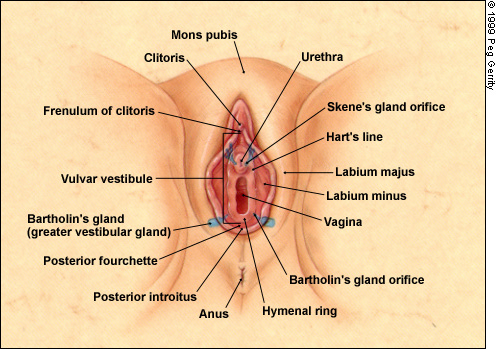 Mons pubis
Clitoris
Urethra
Frenulum of clitoris
Skene's gland orifice
Hart's line
Vulvar vestibule
Labium majus
Labium minus
Bartholin's gland
(greater vestibular gland)
Vagina
Posterior fourchette
Bartholin's gland orifice
Posterior introitus
Anus
Hymenal ring
© 1999 Peg Gerrity